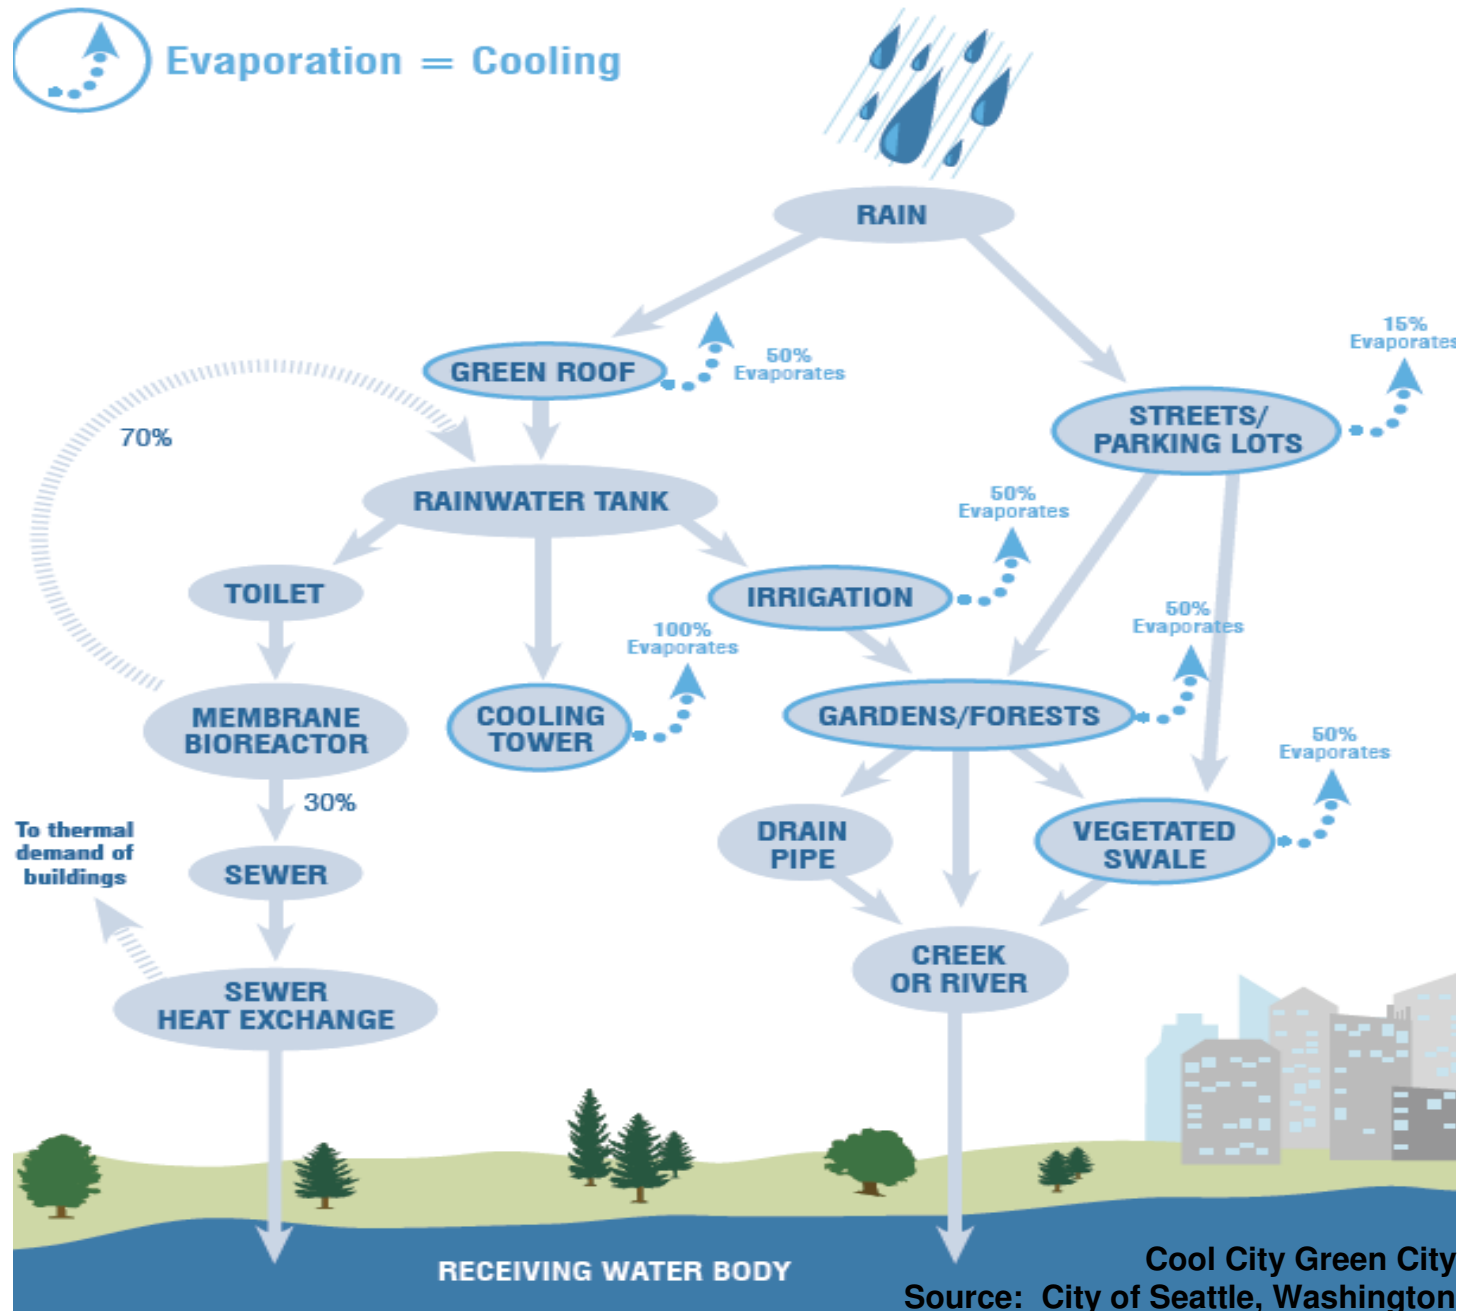 Evaporation = Cooling
RAIN
15%
Evaporates
50%
Evaporates
GREEN ROOF
STREETS/
PARKING LOTS
70%
RAINWATER TANK
50%
Evaporates
TOILET
IRRIGATION
50%
Evaporates
100%
Evaporates
MEMBRANE
BIOREACTOR
COOLING
TOWER
GARDENS/FORESTS
50%
Evaporates
30%
To thermal
demand of
buildings
DRAIN
PIPE
VEGETATED
SWALE
SEWER
CREEK
OR RIVER
SEWER
HEAT EXCHANGE
RECEIVING WATER BODY
Cool City Green City
Source: City of Seattle, Washington